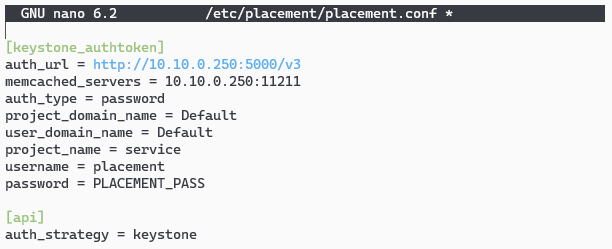 GNU nano 6.2 /etc/placement/placement.conf *
[keystone_authtoken]
auth_url = http://10.10.0.250:5000/v3
memcached_servers = 10.10.0.250:11211
auth_type = password
project_domain_name = Default
user_domain_name = Default
project_name = service
username = placement
password = PLACEMENT_PASS
[api]
auth_strategy = keystone